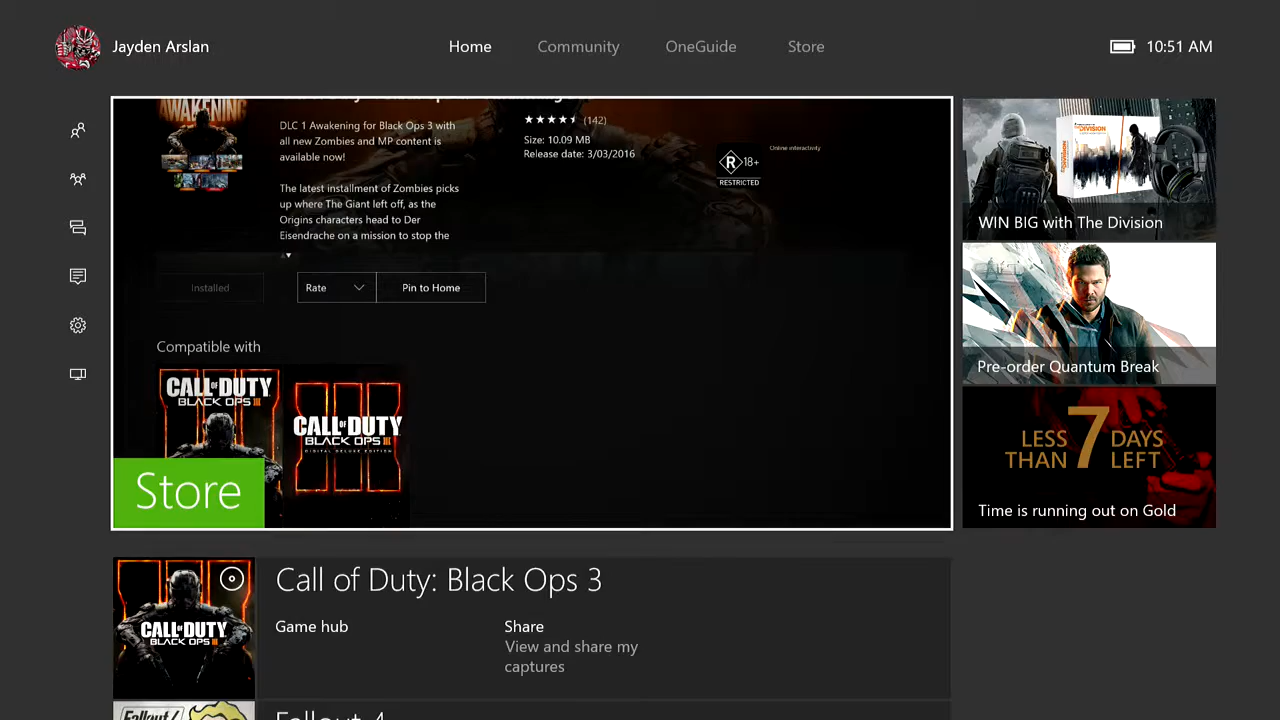 Jayden Arslan
Home
Community
OneGuide
Store
10:51 AM
AWAKENING
DLC 1 Awakening for Black Ops 3 with
all new Zombies and MP content is
available now!
The latest installment of Zombies picks
up where The Giant left off, as the
Origins characters head to Der
Eisendrache on a mission to stop the
(142)
Size: 10.09 MB
Release date: 3/03/2016
R 18+
RESTRICTED
Online interactivity
Installed
Rate
Pin to Home
Compatible with
CALL OF DUTY
BLACK OPS III
CALL OF DUTY
BLACK OPS III
DIGITAL DELUXE EDITION
Store
THE DIVISION
WIN BIG with The Division
Pre-order Quantum Break
LESS THAN 7 DAYS LEFT
Time is running out on Gold
CALL OF DUTY
BLACK OPS III
Call of Duty: Black Ops 3
Game hub
Share
View and share my
captures
Fallout 4